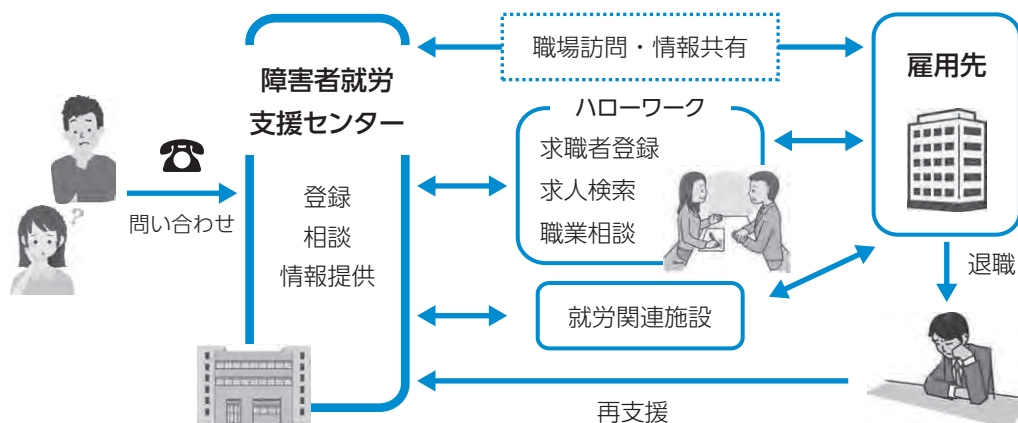 問い合わせ
?
障害者就労
支援センター
登録
相談
情報提供
職場訪問・情報共有
ハローワーク
求職者登録
求人検索
職業相談
就労関連施設
雇用先
退職
再支援